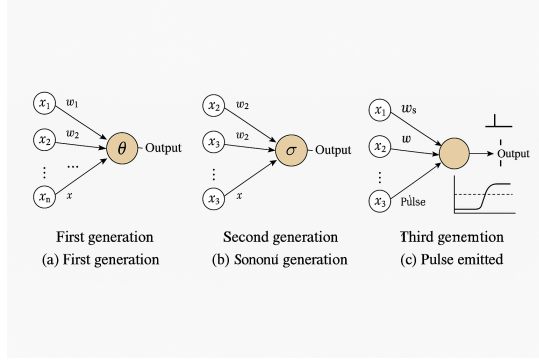 x₁ w₁
x₂ w₂
θ Output
⋮ ...
xₙ x
First generation
(a) First generation
x₂ w₂
x₃ w₂
σ Output
⋮
x₃ x
Second generation
(b) Sononui generation
x₁ wₛ
x₂ w
Output
⋮
x₃ Pulse
Third genemtion
(c) Pulse emitted